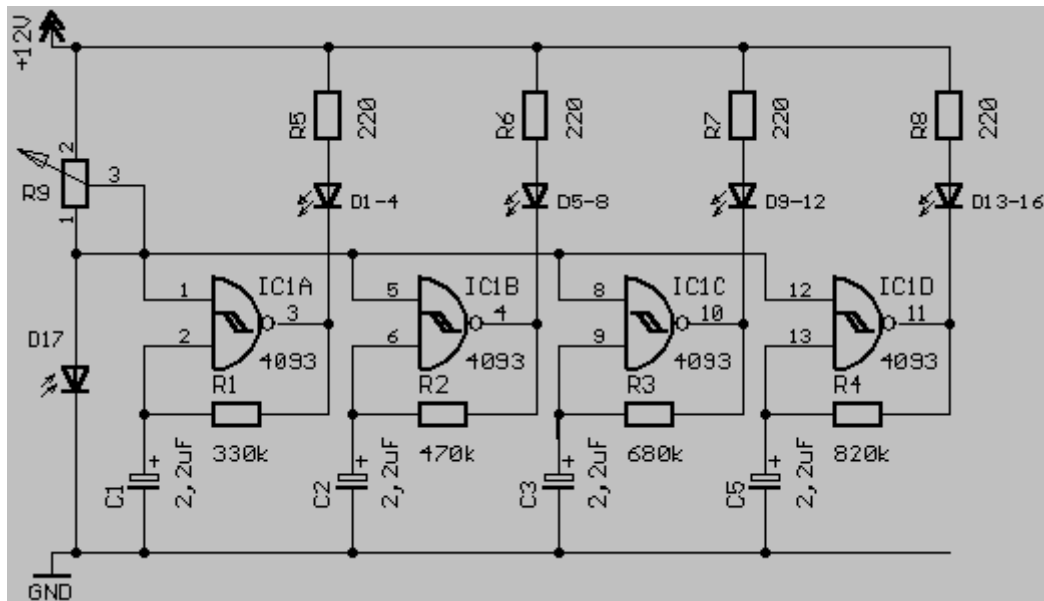 +12V
R5
220
R6
220
R7
220
R8
220
2
R9
3
1
D1-4
D5-8
D9-12
D13-16
1
IC1A
3
2
4093
5
IC1B
4
6
4093
8
IC1C
10
9
4093
12
IC1D
11
13
4093
D17
R1
330k
R2
470k
R3
680k
R4
820k
C1
+
2,2uF
C2
+
2,2uF
C3
+
2,2uF
C5
+
2,2uF
GND